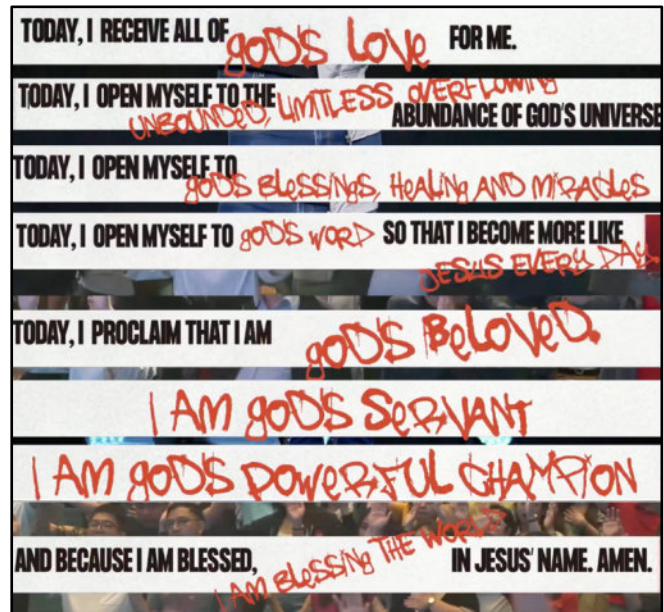 TODAY, I RECEIVE ALL OF GOD'S LOVE FOR ME.
TODAY, I OPEN MYSELF TO THE
UNBOUNDED, LIMITLESS OVERFLOWING
ABUNDANCE OF GOD'S UNIVERSE
TODAY, I OPEN MYSELF TO
GOD'S BLESSINGS, HEALING AND MIRACLES
TODAY, I OPEN MYSELF TO GOD'S WORD SO THAT I BECOME MORE LIKE
JESUS EVERY DAY.
TODAY, I PROCLAIM THAT I AM GOD'S BELOVED.
I AM GOD'S SERVANT
I AM GOD'S POWERFUL CHAMPION
AND BECAUSE I AM BLESSED, I AM BLESSING THE WORLD IN JESUS' NAME. AMEN.